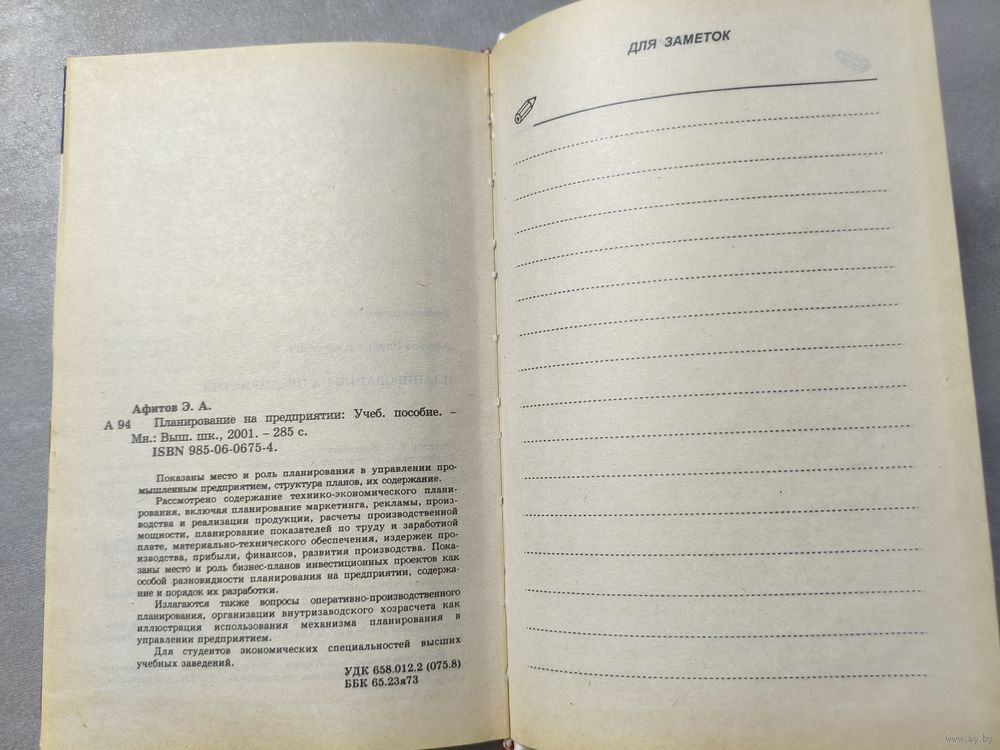 Афитов Э. А.
А 94 Планирование на предприятии: Учеб. пособие. –
Мн.: Выш. шк., 2001. – 285 с.
ISBN 985-06-0675-4.
Показаны место и роль планирования в управлении про-
мышленным предприятием, структура планов, их содержание.
Рассмотрено содержание технико-экономического плани-
рования, включая планирование маркетинга, рекламы, произ-
водства и реализации продукции, расчеты производственной
мощности, планирование показателей по труду и заработной
плате, материально-технического обеспечения, издержек про-
изводства, прибыли, финансов, развития производства. Пока-
заны место и роль бизнес-планов инвестиционных проектов как
особой разновидности планирования на предприятии, содержа-
ние и порядок их разработки.
Излагаются также вопросы оперативно-производственного
планирования, организации внутризаводского хозрасчета как
иллюстрация использования механизма планирования в
управлении предприятием.
Для студентов экономических специальностей высших
учебных заведений.
УДК 658.012.2 (075.8)
ББК 65.23я73
ДЛЯ ЗАМЕТОК
www.ay.by